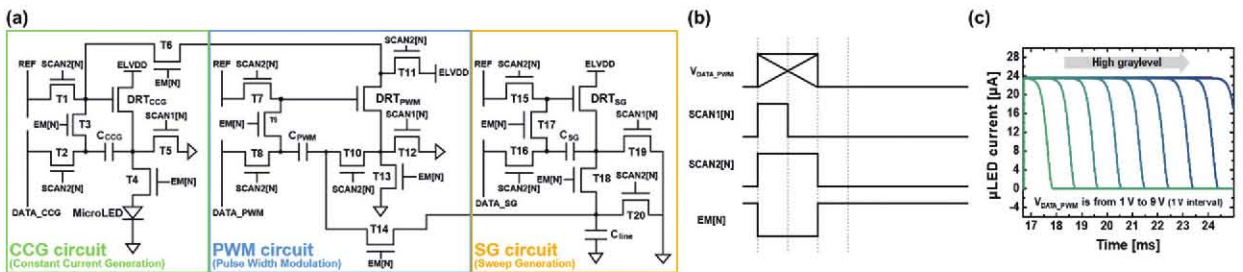 (a)
T6
EM[N]
REF
SCAN2[N]
ELVDD
T1
DRTCCG
T3
EM[N]
CCCG
SCAN1[N]
T2
T5
SCAN2[N]
T4
EM[N]
DATA_CCG
MicroLED
CCG circuit
(Constant Current Generation)
SCAN2[N]
T11
ELVDD
REF
SCAN2[N]
T7
DRTPWM
EM[N]
CPWM
SCAN1[N]
T8
T10
T12
SCAN2[N]
SCAN2[N]
T13
EM[N]
DATA_PWM
T14
EM[N]
PWM circuit
(Pulse Width Modulation)
REF
SCAN2[N]
ELVDD
T15
DRTSG
EM[N]
T17
CSG
SCAN1[N]
T16
T19
SCAN2[N]
T18
EM[N]
SCAN2[N]
DATA_SG
T20
Cline
SG circuit
(Sweep Generation)
(b)
VDATA_PWM
SCAN1[N]
SCAN2[N]
EM[N]
(c)
28
24
20
16
12
8
4
0
-4
µLED current [µA]
High graylevel
VDATA_PWM is from 1 V to 9 V (1 V interval)
17 18 19 20 21 22 23 24
Time [ms]